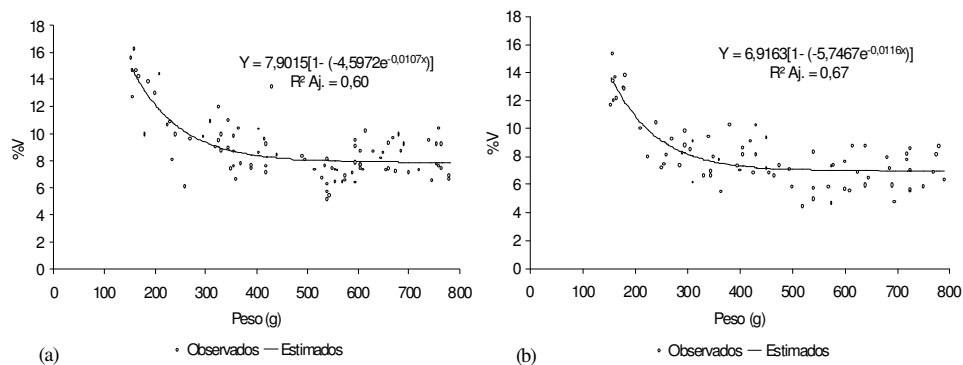 18
16
14
12
10
8
6
4
2
0
%V
Y = 7,9015[1- (-4,5972e^-0,0107x)]
R² Aj. = 0,60
0 100 200 300 400 500 600 700 800
Peso (g)
(a) Observados Estimados
18
16
14
12
10
8
6
4
2
0
%V
Y = 6,9163[1- (-5,7467e^-0,0116x)]
R² Aj. = 0,67
0 100 200 300 400 500 600 700 800
Peso (g)
(b) Observados Estimados